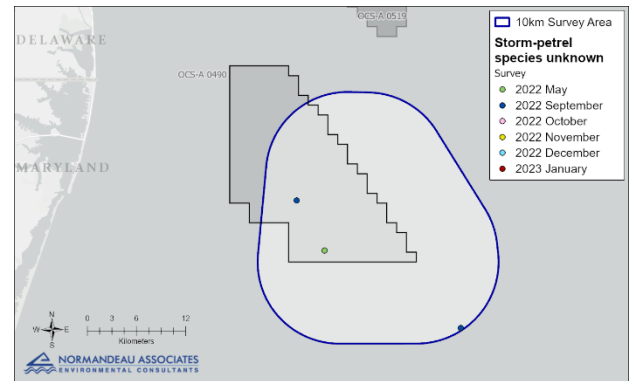 OCS-A 0519
DELAWARE
OCS-A 0490
MARYLAND
10km Survey Area
Storm-petrel
species unknown
Survey
2022 May
2022 September
2022 October
2022 November
2022 December
2023 January
N
W E
S
0 3 6 12
Kilometers
NORMANDEAU ASSOCIATES
ENVIRONMENTAL CONSULTANTS